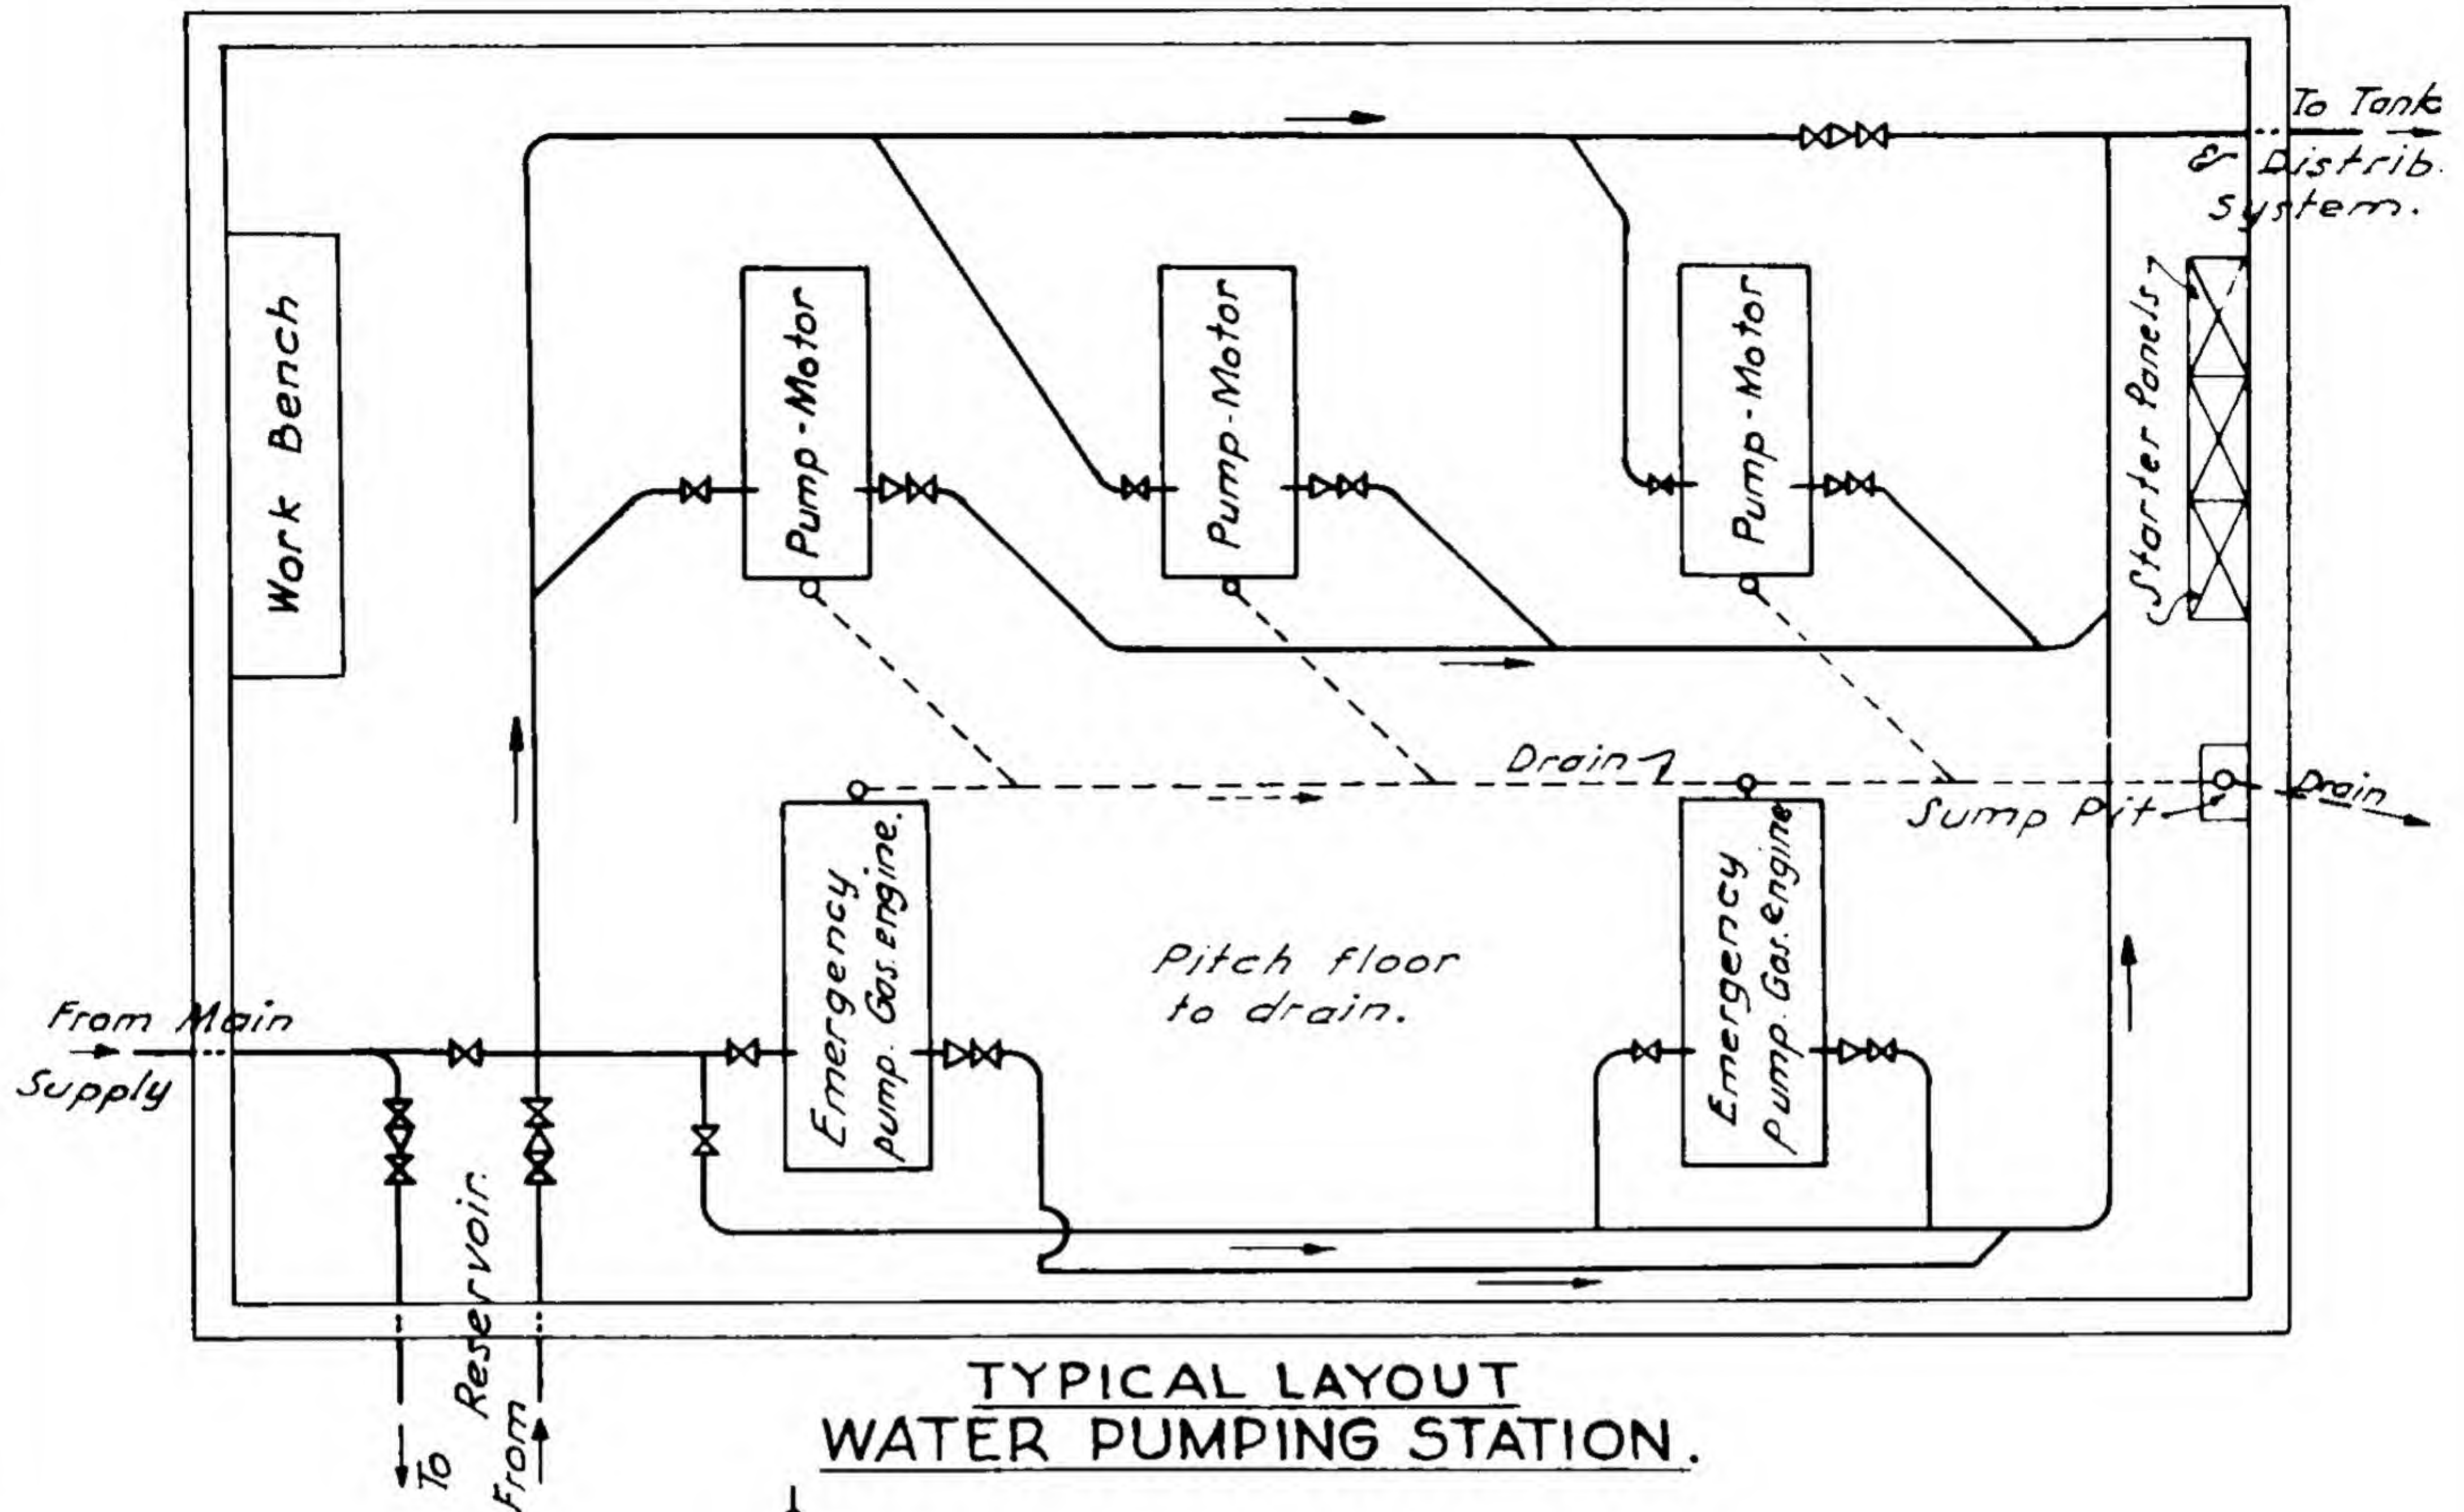 To Tank
& Distrib.
System.
Work Bench
Pump-Motor
Pump-Motor
Pump-Motor
Starter Panels
Drain
Sump Pit
Drain
Emergency
pump. Gas. engine.
Emergency
Pump. Gas. engine
Pitch floor
to drain.
From Main
Supply
Reservoir.
To
From
TYPICAL LAYOUT
WATER PUMPING STATION.